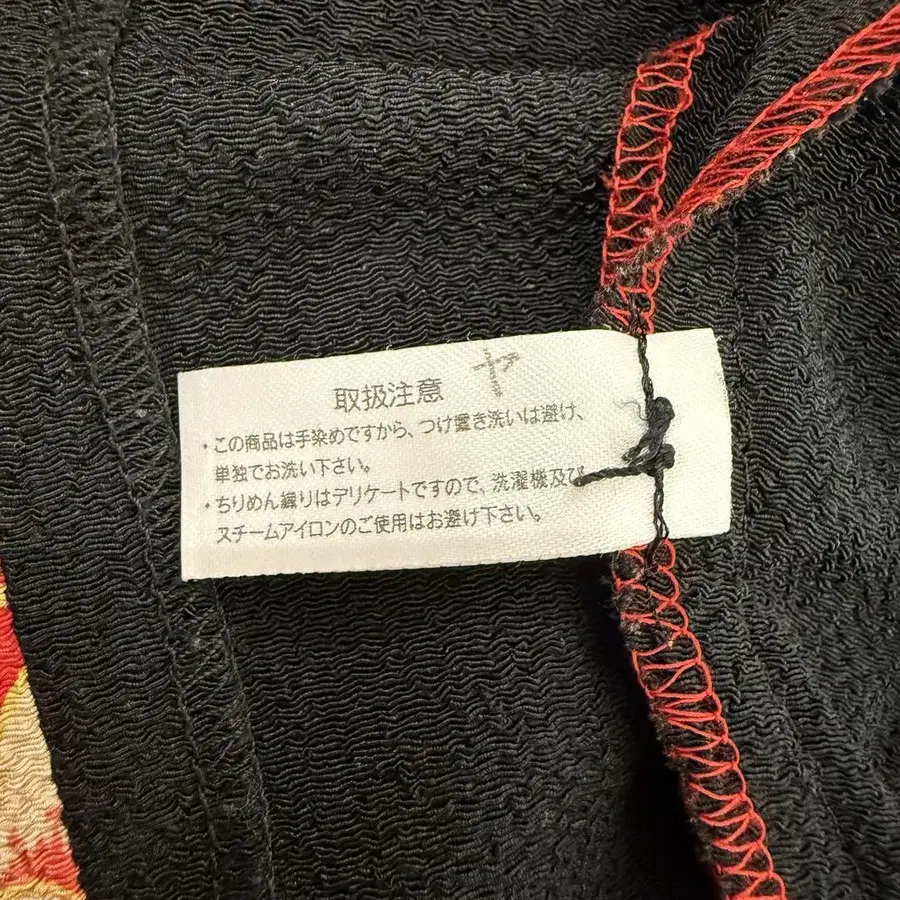 取扱注意 ヤ
・この商品は手染めですから、つけ置き洗いは避け、
単独でお洗い下さい。
・ちりめん織りはデリケートですので、洗濯機及び
スチームアイロンのご使用はお避け下さい。